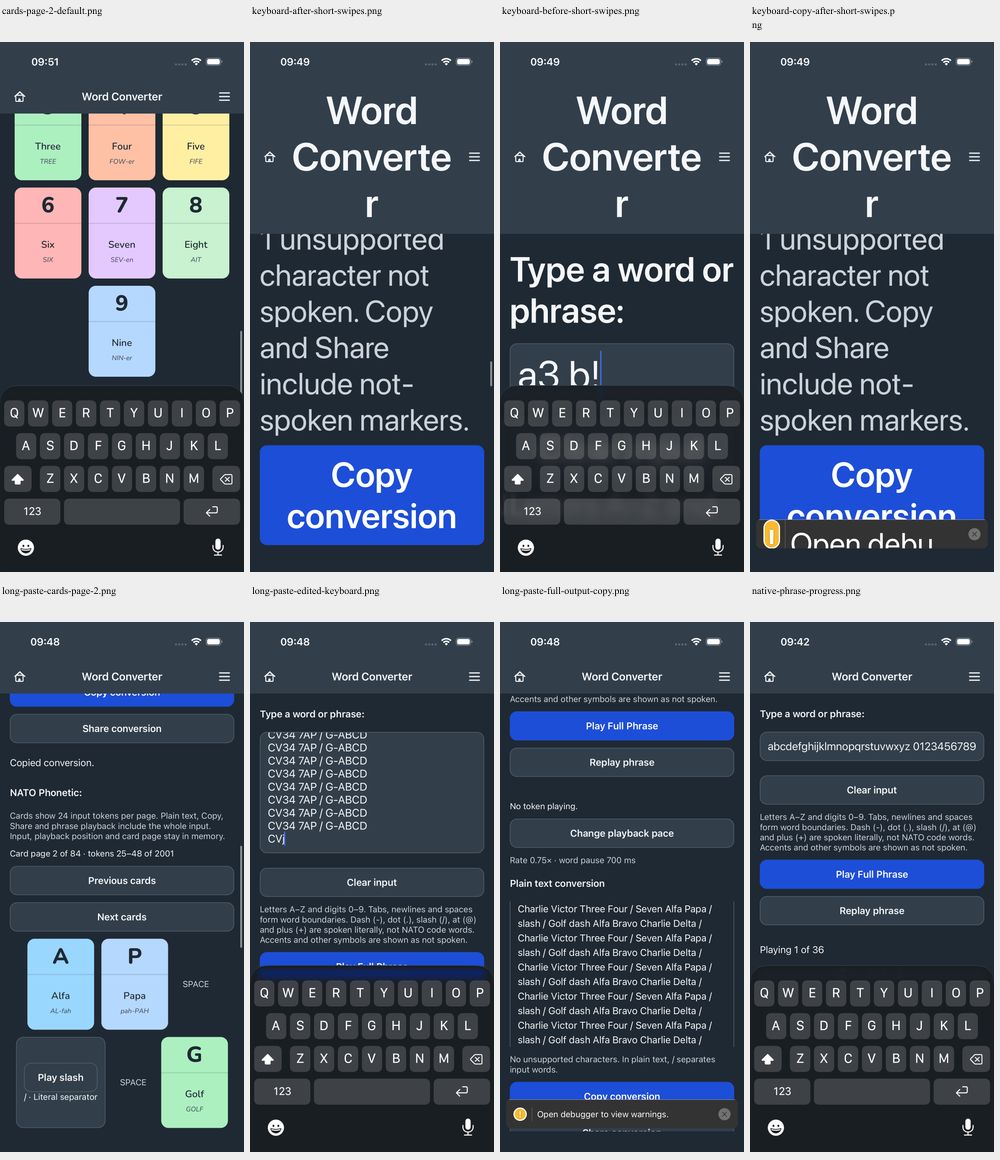 cards-page-2-default.png
09:51
Word Converter
Three
Four
Five
TREE
FOW-er
FIFE
6
7
8
Six
Seven
Eight
SIX
SEV-en
AIT
9
Nine
NIN-er
Q W E R T Y U I O P
A S D F G H J K L
Z X C V B N M
123
keyboard-after-short-swipes.png
09:49
Word
Converte
r
1 unsupported
character not
spoken. Copy
and Share
include not-
spoken markers.
Copy
conversion
keyboard-before-short-swipes.png
09:49
Word
Converte
r
Type a word or
phrase:
a3 b!
Q W E R T Y U I O P
A S D F G H J K L
Z X C V B N M
123
keyboard-copy-after-short-swipes.p
ng
09:49
Word
Converte
r
1 unsupported
character not
spoken. Copy
and Share
include not-
spoken markers.
Copy
conversion
Open debu
long-paste-cards-page-2.png
09:48
Word Converter
Copy conversion
Share conversion
Copied conversion.
NATO Phonetic:
Cards show 24 input tokens per page. Plain text, Copy,
Share and phrase playback include the whole input.
Input, playback position and card page stay in memory.
Card page 2 of 84 · tokens 25–48 of 2001
Previous cards
Next cards
A
P
Alfa
Papa
SPACE
AL-fah
pah-PAH
G
Play slash
SPACE
Golf
/ · Literal separator
GOLF
long-paste-edited-keyboard.png
09:48
Word Converter
Type a word or phrase:
CV34 7AP / G-ABCD
CV34 7AP / G-ABCD
CV34 7AP / G-ABCD
CV34 7AP / G-ABCD
CV34 7AP / G-ABCD
CV34 7AP / G-ABCD
CV34 7AP / G-ABCD
CV34 7AP / G-ABCD
CVj
Clear input
Letters A–Z and digits 0–9. Tabs, newlines and spaces
form word boundaries. Dash (-), dot (.), slash (/), at (@)
and plus (+) are spoken literally, not NATO code words.
Accents and other symbols are shown as not spoken.
Play Full Phrase
Q W E R T Y U I O P
A S D F G H J K L
Z X C V B N M
123
long-paste-full-output-copy.png
09:48
Word Converter
Accents and other symbols are shown as not spoken.
Play Full Phrase
Replay phrase
No token playing.
Change playback pace
Rate 0.75× · word pause 700 ms
Plain text conversion
Charlie Victor Three Four / Seven Alfa Papa /
slash / Golf dash Alfa Bravo Charlie Delta /
Charlie Victor Three Four / Seven Alfa Papa /
slash / Golf dash Alfa Bravo Charlie Delta /
Charlie Victor Three Four / Seven Alfa Papa /
slash / Golf dash Alfa Bravo Charlie Delta /
Charlie Victor Three Four / Seven Alfa Papa /
slash / Golf dash Alfa Bravo Charlie Delta /
Charlie Victor Three Four / Seven Alfa Papa /
slash / Golf dash Alfa Bravo Charlie Delta /
No unsupported characters. In plain text, / separates
input words.
Copy conversion
Open debugger to view warnings.
Share conversion
native-phrase-progress.png
09:42
Word Converter
Type a word or phrase:
abcdefghijklmnopqrstuvwxyz 0123456789
Clear input
Letters A–Z and digits 0–9. Tabs, newlines and spaces
form word boundaries. Dash (-), dot (.), slash (/), at (@)
and plus (+) are spoken literally, not NATO code words.
Accents and other symbols are shown as not spoken.
Play Full Phrase
Replay phrase
Playing 1 of 36
Q W E R T Y U I O P
A S D F G H J K L
Z X C V B N M
123